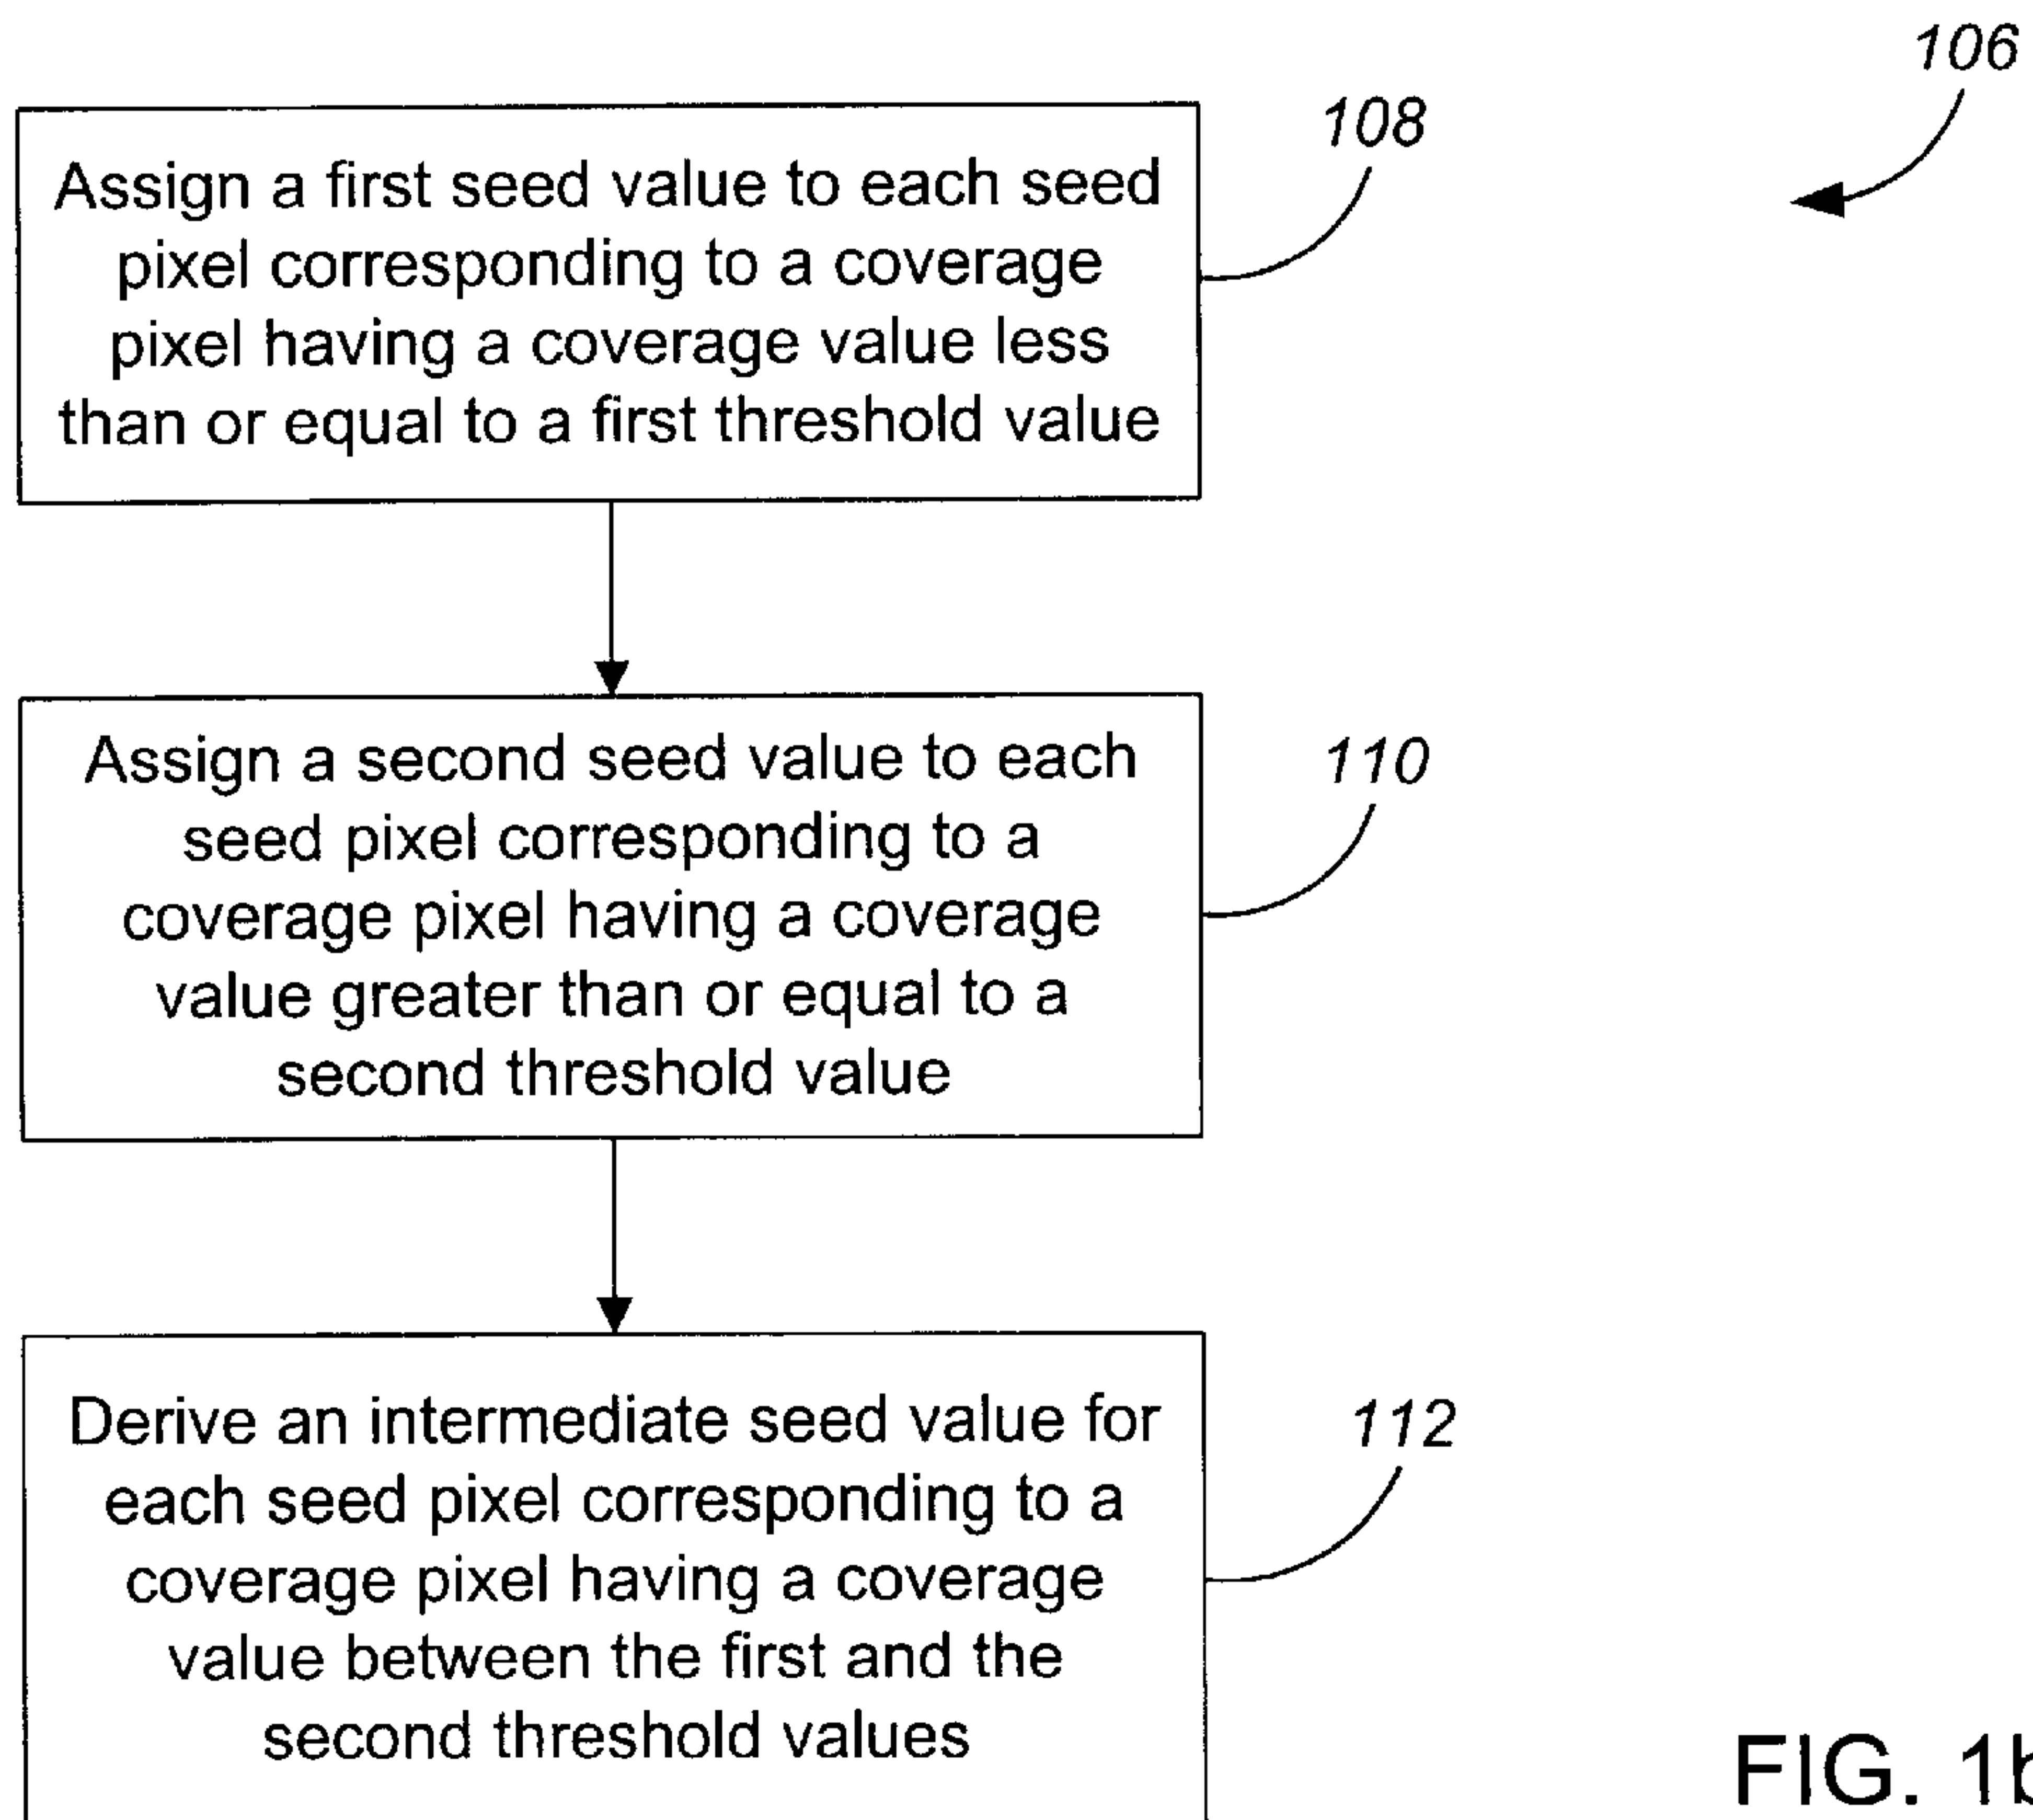 106
108
Assign a first seed value to each seed
pixel corresponding to a coverage
pixel having a coverage value less
than or equal to a first threshold value
110
Assign a second seed value to each
seed pixel corresponding to a
coverage pixel having a coverage
value greater than or equal to a
second threshold value
112
Derive an intermediate seed value for
each seed pixel corresponding to a
coverage pixel having a coverage
value between the first and the
second threshold values
FIG. 1b